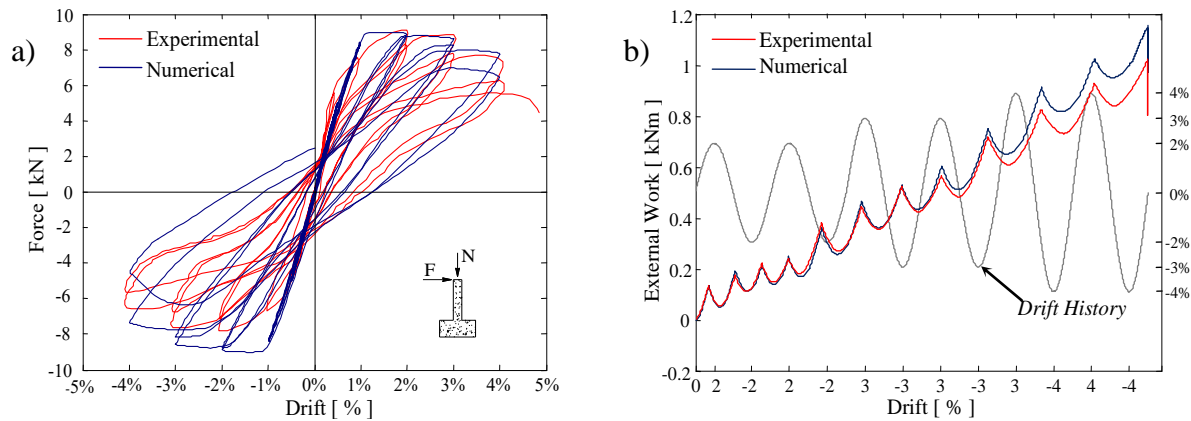 a)
Experimental
Numerical
Force [ kN ]
10
8
6
4
2
0
-2
-4
-6
-8
-10
-5% -4% -3% -2% -1% 0% 1% 2% 3% 4% 5%
Drift [ % ]
N
F
b)
Experimental
Numerical
External Work [ kNm ]
1.2
1
0.8
0.6
0.4
0.2
0
-0.2
4%
3%
2%
0%
-2%
-3%
-4%
Drift History
0 2 -2 2 -2 3 -3 3 -3 3 -4 4 -4
Drift [ % ]